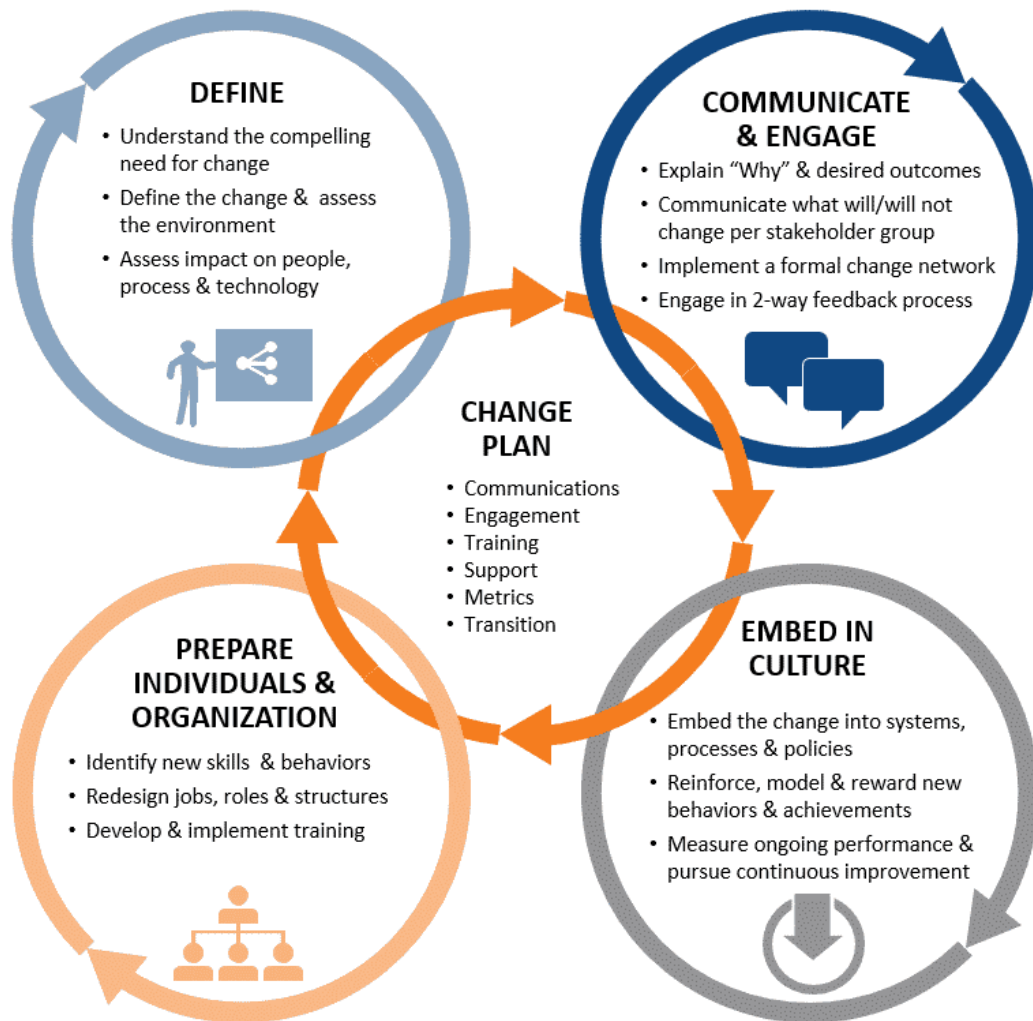 DEFINE
• Understand the compelling
need for change
• Define the change & assess
the environment
• Assess impact on people,
process & technology
COMMUNICATE
& ENGAGE
• Explain “Why” & desired outcomes
• Communicate what will/will not
change per stakeholder group
• Implement a formal change network
• Engage in 2-way feedback process
CHANGE
PLAN
• Communications
• Engagement
• Training
• Support
• Metrics
• Transition
PREPARE
INDIVIDUALS &
ORGANIZATION
• Identify new skills & behaviors
• Redesign jobs, roles & structures
• Develop & implement training
EMBED IN
CULTURE
• Embed the change into systems,
processes & policies
• Reinforce, model & reward new
behaviors & achievements
• Measure ongoing performance &
pursue continuous improvement